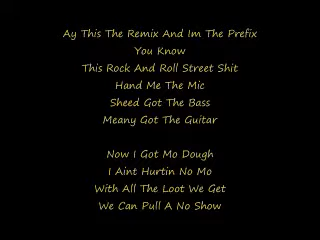 Ay This The Remix And Im The Prefix
You Know
This Rock And Roll Street Shit
Hand Me The Mic
Sheed Got The Bass
Meany Got The Guitar
Now I Got Mo Dough
I Aint Hurtin No Mo
With All The Loot We Get
We Can Pull A No Show